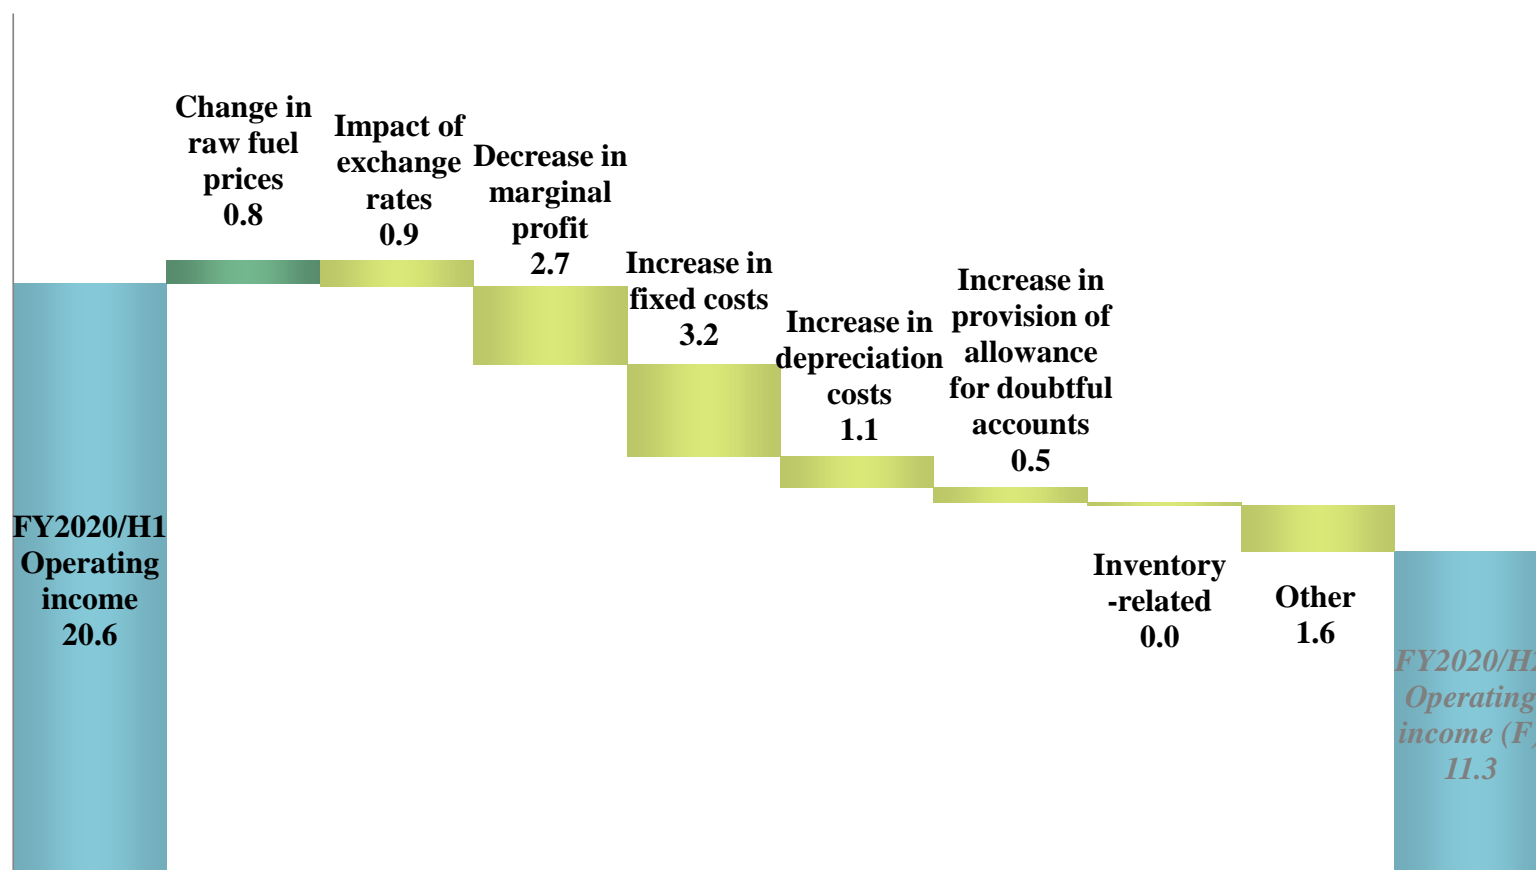 Change in
raw fuel
prices
0.8
Impact of
exchange
rates
0.9
Decrease in
marginal
profit
2.7
Increase in
fixed costs
3.2
Increase in
depreciation
costs
1.1
Increase in
provision of
allowance
for doubtful
accounts
0.5
FY2020/H1
Operating
income
20.6
Inventory
-related
0.0
Other
1.6
FY2020/H2
Operating
income (F)
11.3